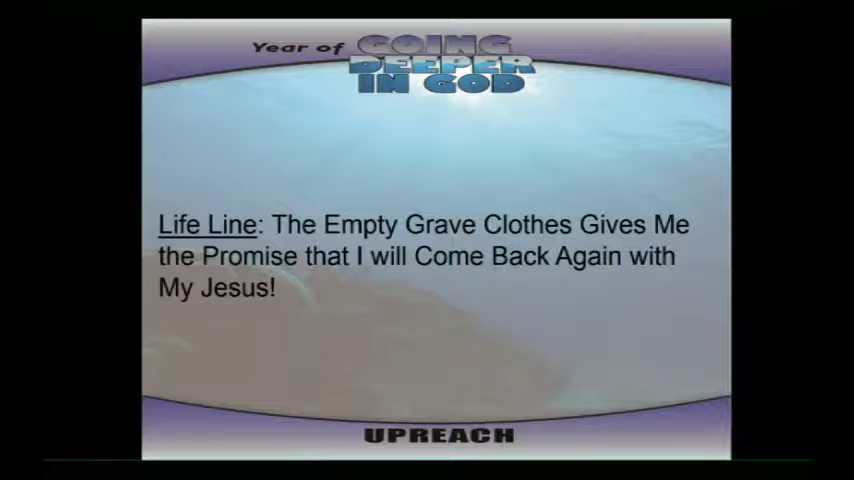 Year of GOING
DEEPER
IN GOD
Life Line: The Empty Grave Clothes Gives Me
the Promise that I will Come Back Again with
My Jesus!
UPREACH